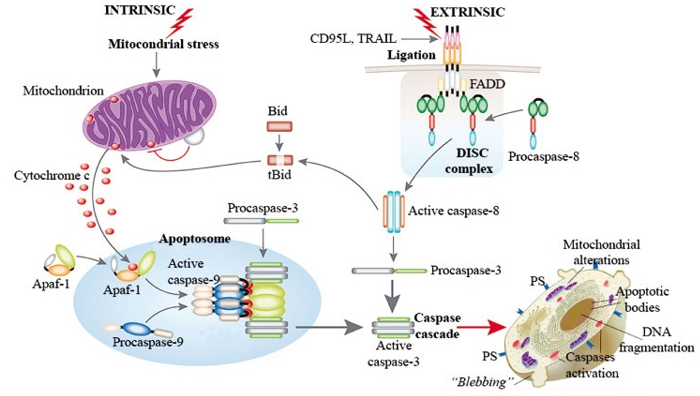 INTRINSIC
EXTRINSIC
Mitocondrial stress
CD95L, TRAIL
Ligation
Mitochondrion
FADD
Bid
Procaspase-8
DISC
complex
tBid
Cytochrome c
Procaspase-3
Active caspase-8
Apoptosome
Active
caspase-9
Procaspase-3
Apaf-1
Apaf-1
Procaspase-9
Caspase
cascade
Active
caspase-3
Mitochondrial
alterations
PS
Apoptotic
bodies
DNA
fragmentation
PS
Caspases
activation
“Blebbing”